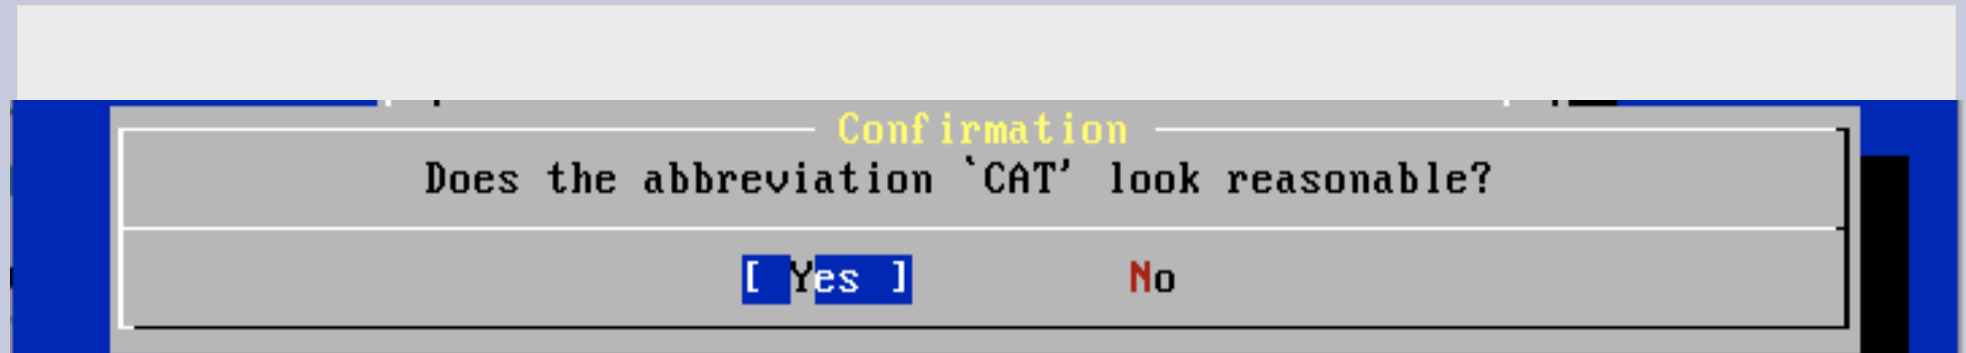 Confirmation
Does the abbreviation `CAT' look reasonable?
[ Yes ] No